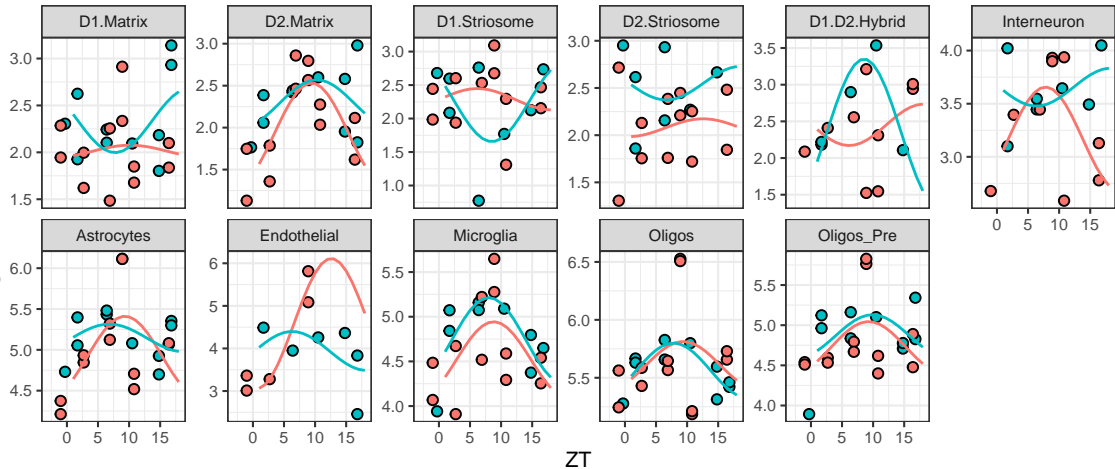 D1.Matrix D2.Matrix D1.Striosome D2.Striosome D1.D2.Hybrid Interneuron
3.0 2.5 2.0 1.5
3.0 2.5 2.0 1.5
3.0 2.5 2.0 1.5 1.0
3.0 2.5 2.0 1.5
3.5 3.0 2.5 2.0 1.5
4.0 3.5 3.0
Astrocytes Endothelial Microglia Oligos Oligos_Pre
6.0 5.5 5.0 4.5
6 5 4 3
5.5 5.0 4.5 4.0
6.5 6.0 5.5
5.5 5.0 4.5 4.0
0 5 10 15
0 5 10 15
0 5 10 15
0 5 10 15
0 5 10 15
0 5 10 15
ZT